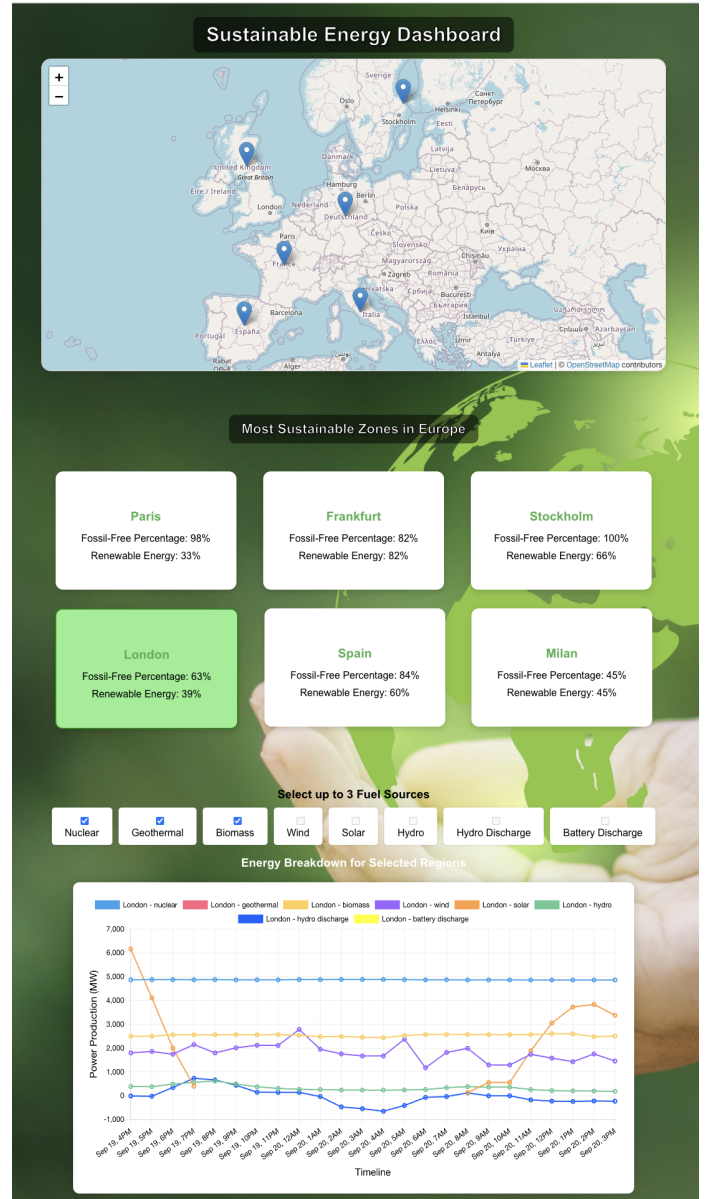 Sustainable Energy Dashboard
+
−
Sverige
Санкт-
Петербург
Oslo
Helsinki
Stockholm
Eesti
Latvija
Danmark
Москва
United Kingdom
Lietuva
Great Britain
Hamburg
Беларусь
Éire / Ireland
Berlin
Nederland
London
Polska
Deutschland
Paris
Київ
Česko
Slovensko
Україна
France
Magyarország
Chișinău
Zagreb
România
Hrvatska
Србија
București
България
Barcelona
Italia
İstanbul
საქართველო
España
Azərbaycan
Portugal
Ελλάς
İzmir
Türkiye
تونس
Antalya
Rabat
Alger
Leaflet | © OpenStreetMap contributors
Most Sustainable Zones in Europe
Paris
Fossil-Free Percentage: 98%
Renewable Energy: 33%
Frankfurt
Fossil-Free Percentage: 82%
Renewable Energy: 82%
Stockholm
Fossil-Free Percentage: 100%
Renewable Energy: 66%
London
Fossil-Free Percentage: 63%
Renewable Energy: 39%
Spain
Fossil-Free Percentage: 84%
Renewable Energy: 60%
Milan
Fossil-Free Percentage: 45%
Renewable Energy: 45%
Select up to 3 Fuel Sources
Nuclear
Geothermal
Biomass
Wind
Solar
Hydro
Hydro Discharge
Battery Discharge
Energy Breakdown for Selected Regions
London - nuclear
London - geothermal
London - biomass
London - wind
London - solar
London - hydro
London - hydro discharge
London - battery discharge
Power Production (MW)
7,000
6,000
5,000
4,000
3,000
2,000
1,000
0
-1,000
Sep 19, 4PM
Sep 19, 5PM
Sep 19, 6PM
Sep 19, 7PM
Sep 19, 8PM
Sep 19, 9PM
Sep 19, 10PM
Sep 19, 11PM
Sep 20, 12AM
Sep 20, 1AM
Sep 20, 2AM
Sep 20, 3AM
Sep 20, 4AM
Sep 20, 5AM
Sep 20, 6AM
Sep 20, 7AM
Sep 20, 8AM
Sep 20, 9AM
Sep 20, 10AM
Sep 20, 11AM
Sep 20, 12PM
Sep 20, 1PM
Sep 20, 2PM
Sep 20, 3PM
Timeline